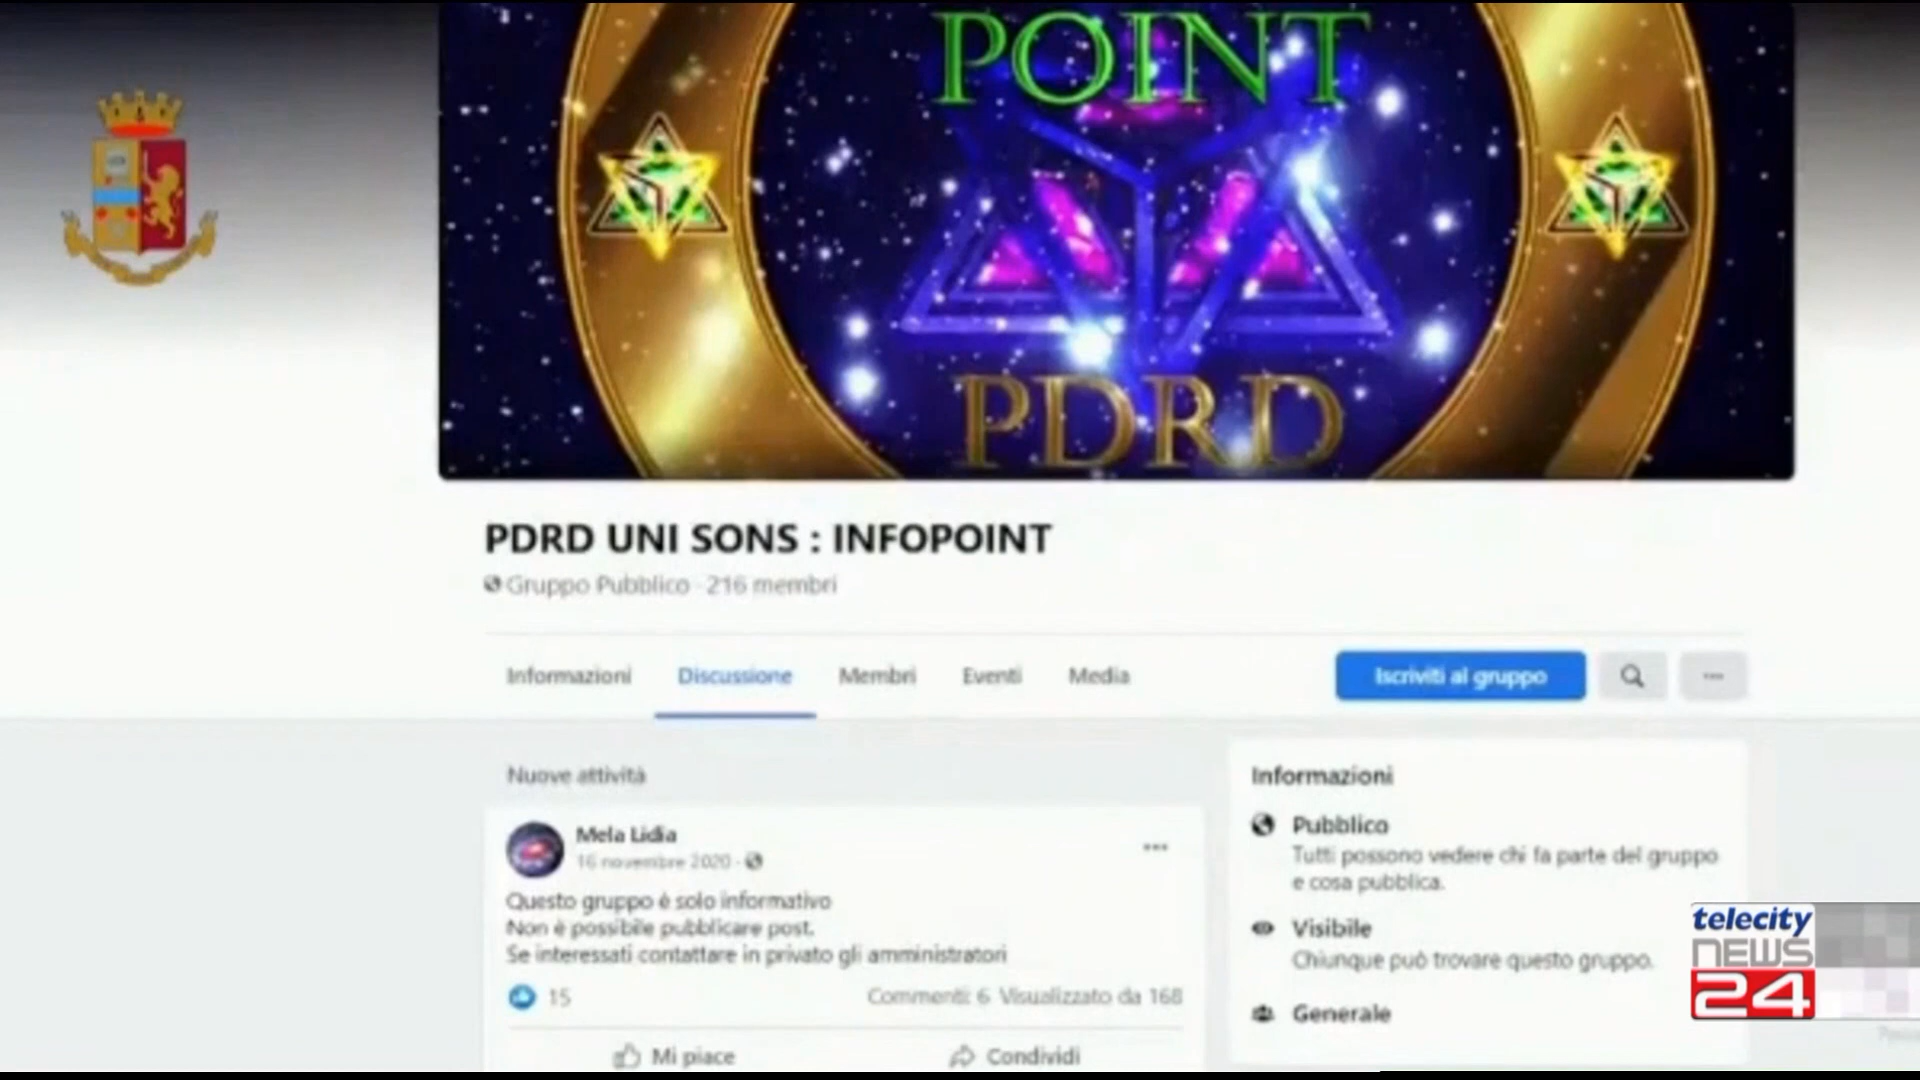 POINT
PDRD
PDRD UNI SONS : INFOPOINT
Gruppo Pubblico · 216 membri
Informazioni
Discussione
Membri
Eventi
Media
Iscriviti al gruppo
Nuove attività
Mela Lidia
16 novembre 2020 ·
Questo gruppo è solo informativo
Non è possibile pubblicare post.
Se interessati contattare in privato gli amministratori
15
Commenti: 6 Visualizzato da 168
Mi piace
Condividi
Informazioni
Pubblico
Tutti possono vedere chi fa parte del gruppo
e cosa pubblica.
Visibile
Chiunque può trovare questo gruppo.
Generale
telecity
NEWS
24